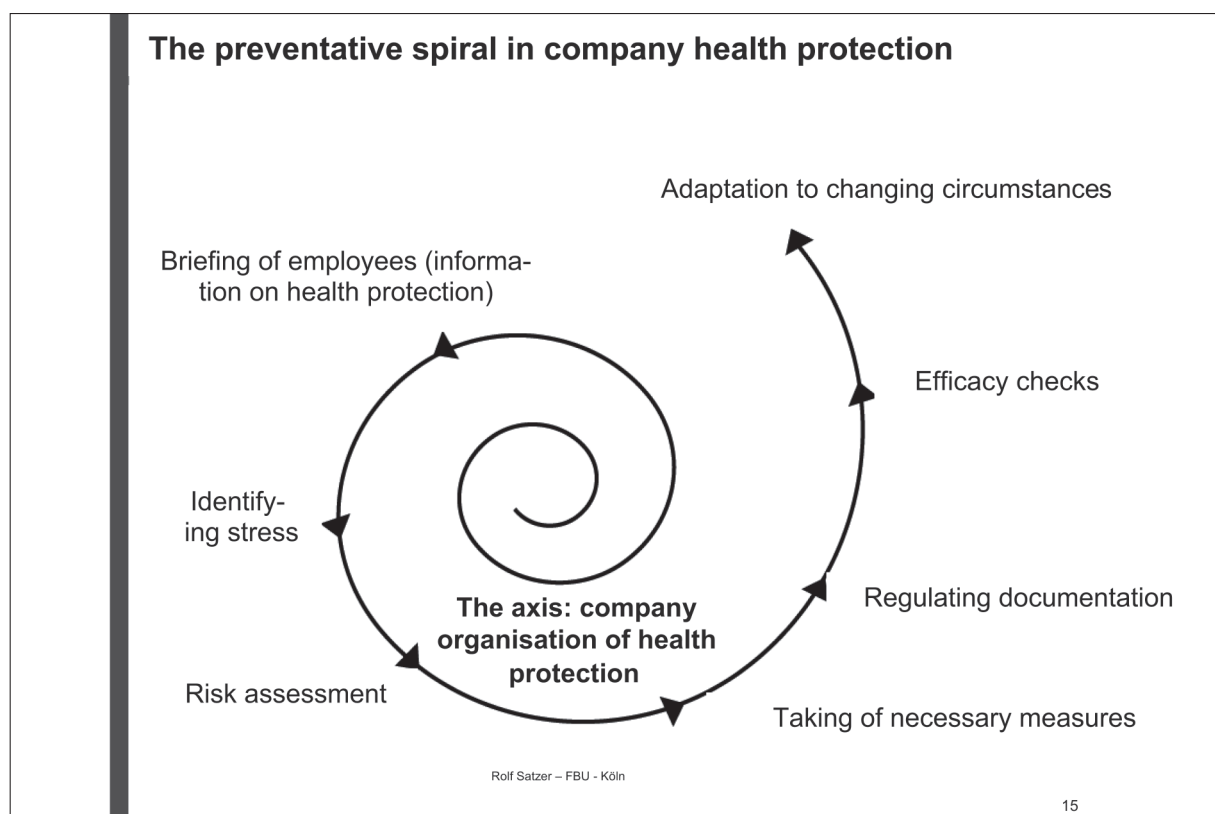 The preventative spiral in company health protection
Adaptation to changing circumstances
Briefing of employees (informa-
tion on health protection)
Efficacy checks
Identify-
ing stress
The axis: company
organisation of health
protection
Regulating documentation
Risk assessment
Taking of necessary measures
Rolf Satzer – FBU - Köln
15